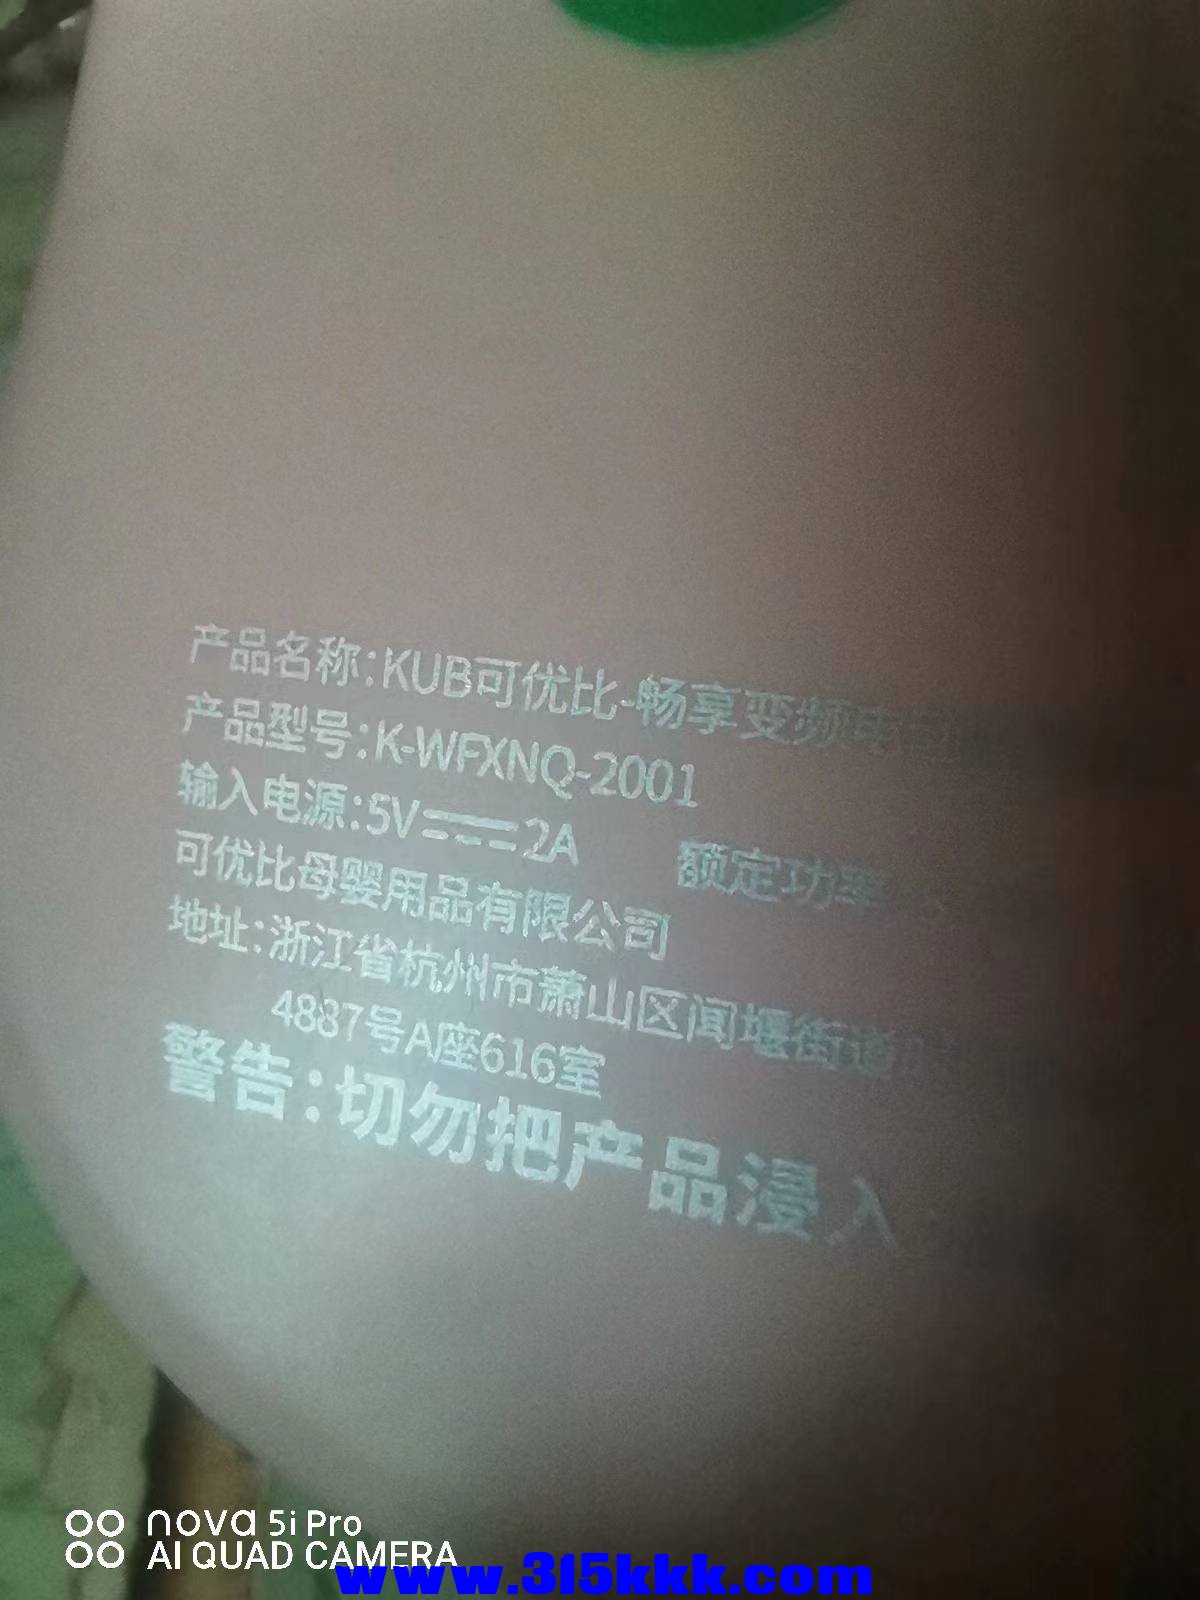 产品名称:KUB可优比-畅享变频电动
产品型号:K-WFXNQ-2001
输入电源:5V⎓2A 额定功率
可优比母婴用品有限公司
地址:浙江省杭州市萧山区闻堰街道
4887号A座616室
警告:切勿把产品浸入
nova 5i Pro
AI QUAD CAMERA
www.315kkk.com